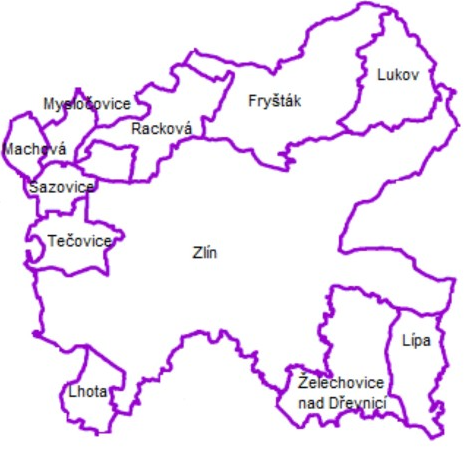 Lukov
Fryšták
Mysločovice
Racková
Machová
Sazovice
Tečovice
Zlín
Lípa
Želechovice
nad Dřevnicí
Lhota